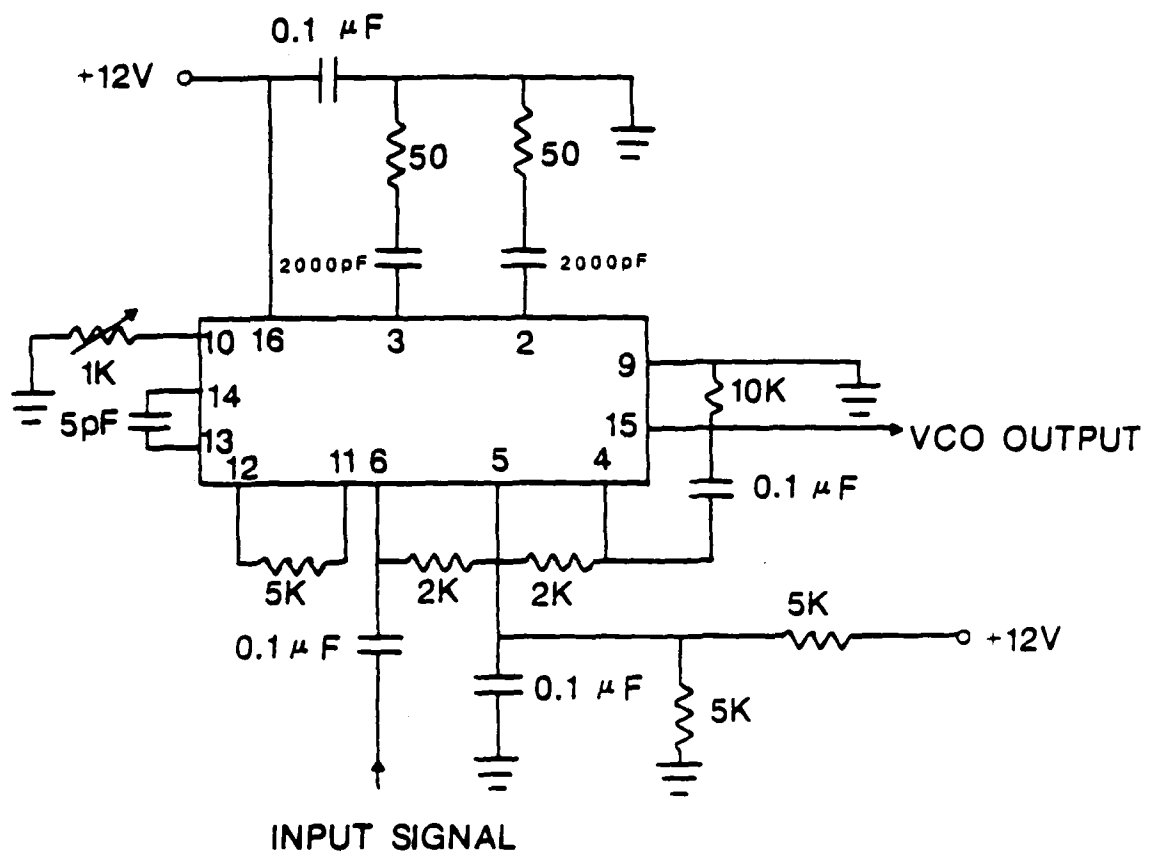 0.1 μF
+12V
50
50
2000pF
2000pF
10
16
3
2
1K
9
14
10K
5pF
15
VCO OUTPUT
13
12
11
6
5
4
0.1 μF
5K
2K
2K
5K
0.1 μF
+12V
0.1 μF
5K
INPUT SIGNAL